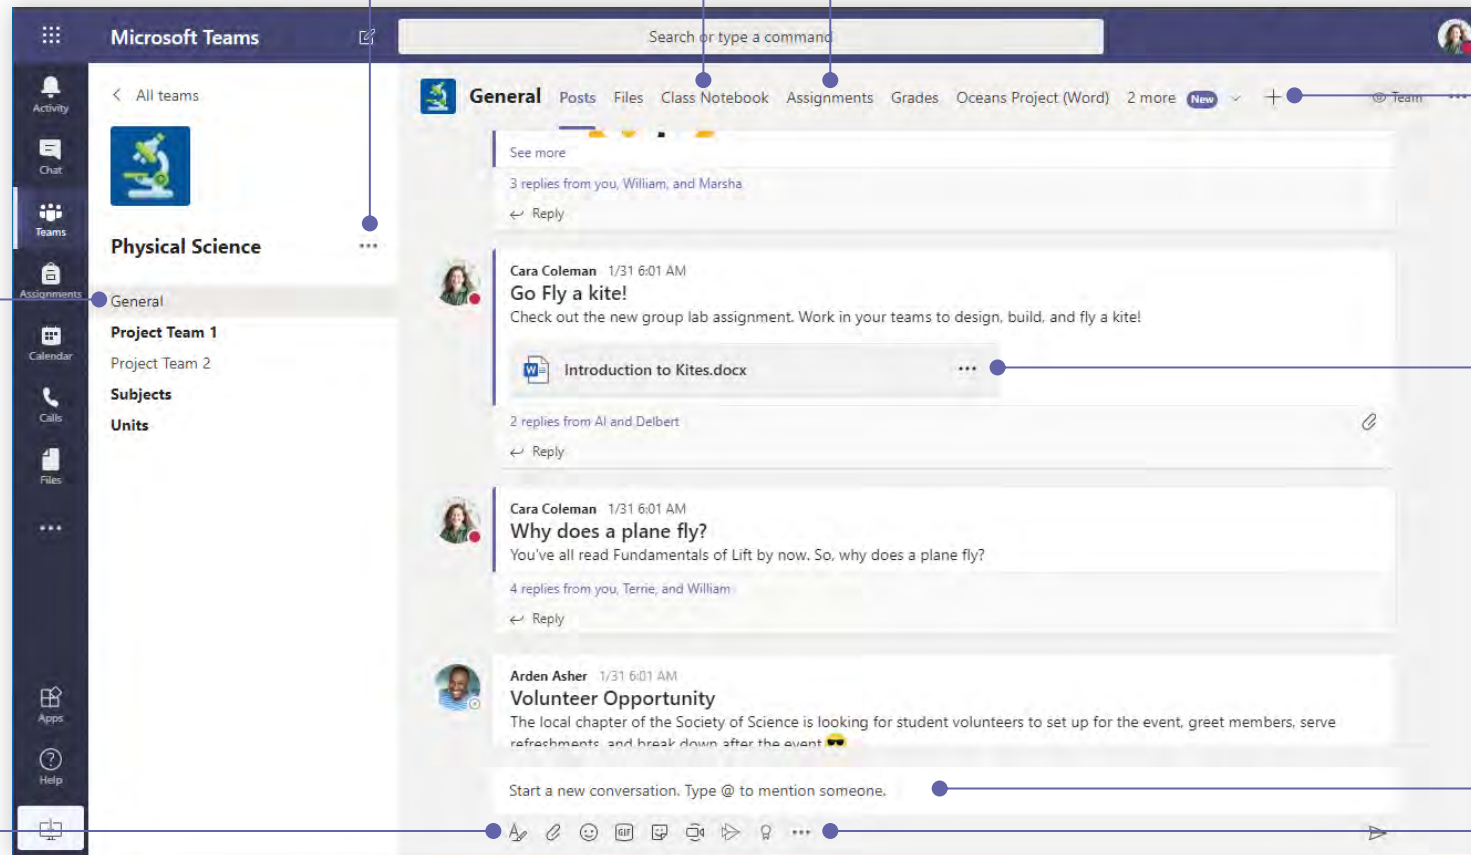 Microsoft Teams
Search or type a command
Activity
Chat
Teams
Assignments
Calendar
Calls
Files
Apps
Help
All teams
Physical Science
General
Project Team 1
Project Team 2
Subjects
Units
General Posts Files Class Notebook Assignments Grades Oceans Project (Word) 2 more New Team
See more
3 replies from you, William, and Marsha
Reply
Cara Coleman 1/31 6:01 AM
Go Fly a kite!
Check out the new group lab assignment. Work in your teams to design, build, and fly a kite!
Introduction to Kites.docx
2 replies from Al and Delbert
Reply
Cara Coleman 1/31 6:01 AM
Why does a plane fly?
You've all read Fundamentals of Lift by now. So, why does a plane fly?
4 replies from you, Terrie, and William
Reply
Arden Asher 1/31 6:01 AM
Volunteer Opportunity
The local chapter of the Society of Science is looking for student volunteers to set up for the event, greet members, serve
refreshments, and break down after the event
Start a new conversation. Type @ to mention someone.
GIF